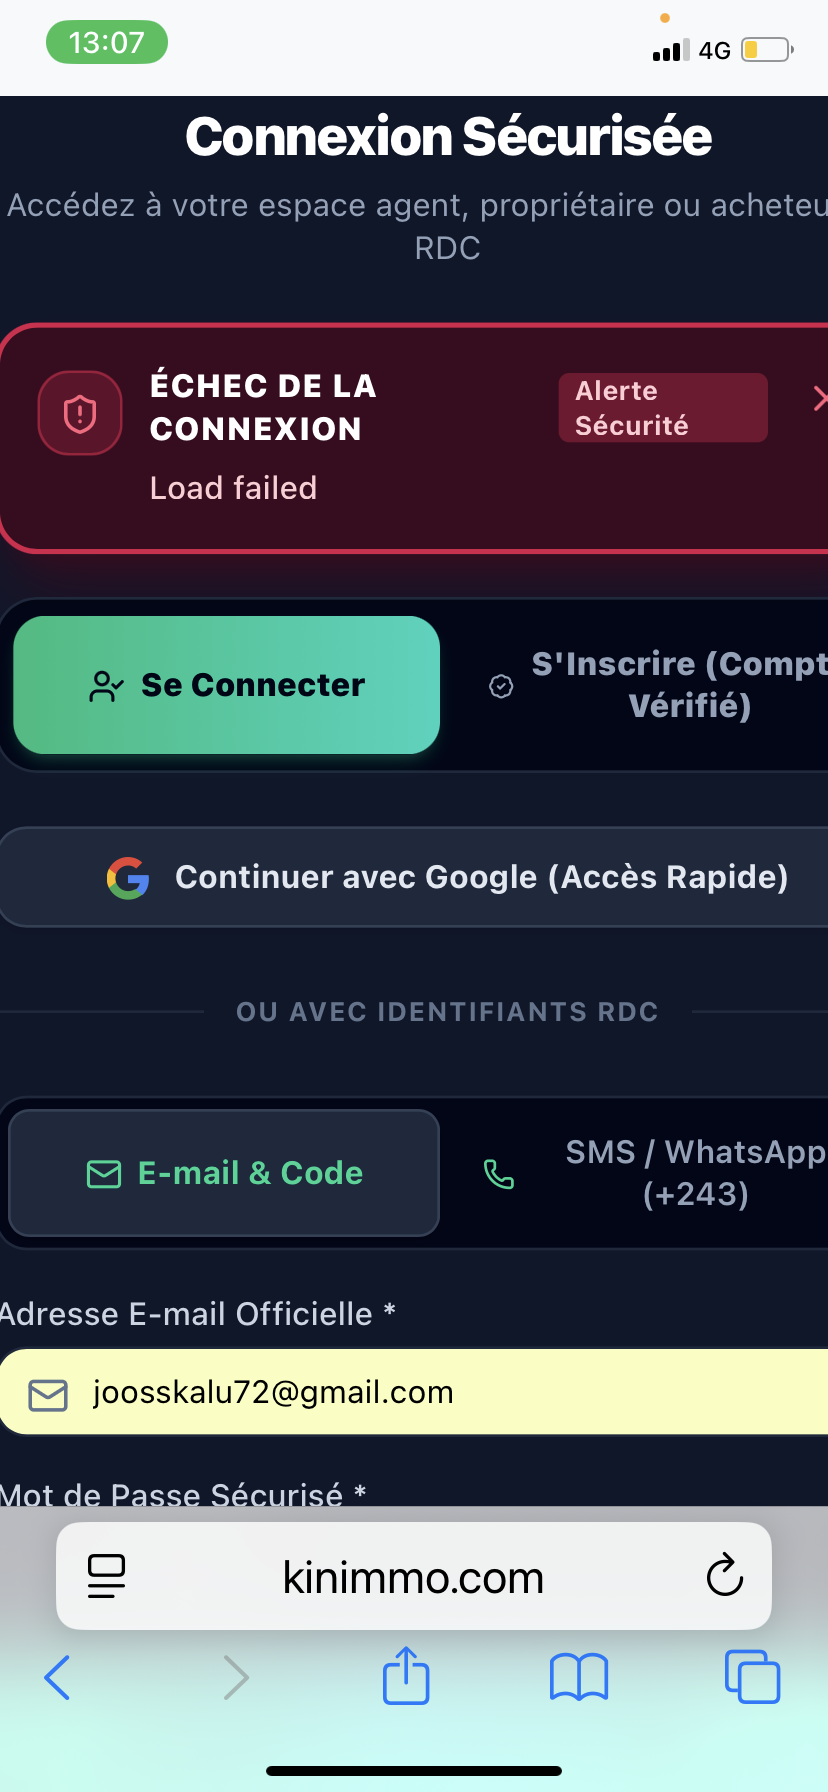 13:07
4G
Connexion Sécurisée
Accédez à votre espace agent, propriétaire ou acheteu
RDC
ÉCHEC DE LA
CONNEXION
Alerte
Sécurité
Load failed
Se Connecter
S'Inscrire (Compt
Vérifié)
Continuer avec Google (Accès Rapide)
OU AVEC IDENTIFIANTS RDC
E-mail & Code
SMS / WhatsApp
(+243)
Adresse E-mail Officielle *
joosskalu72@gmail.com
Mot de Passe Sécurisé *
kinimmo.com